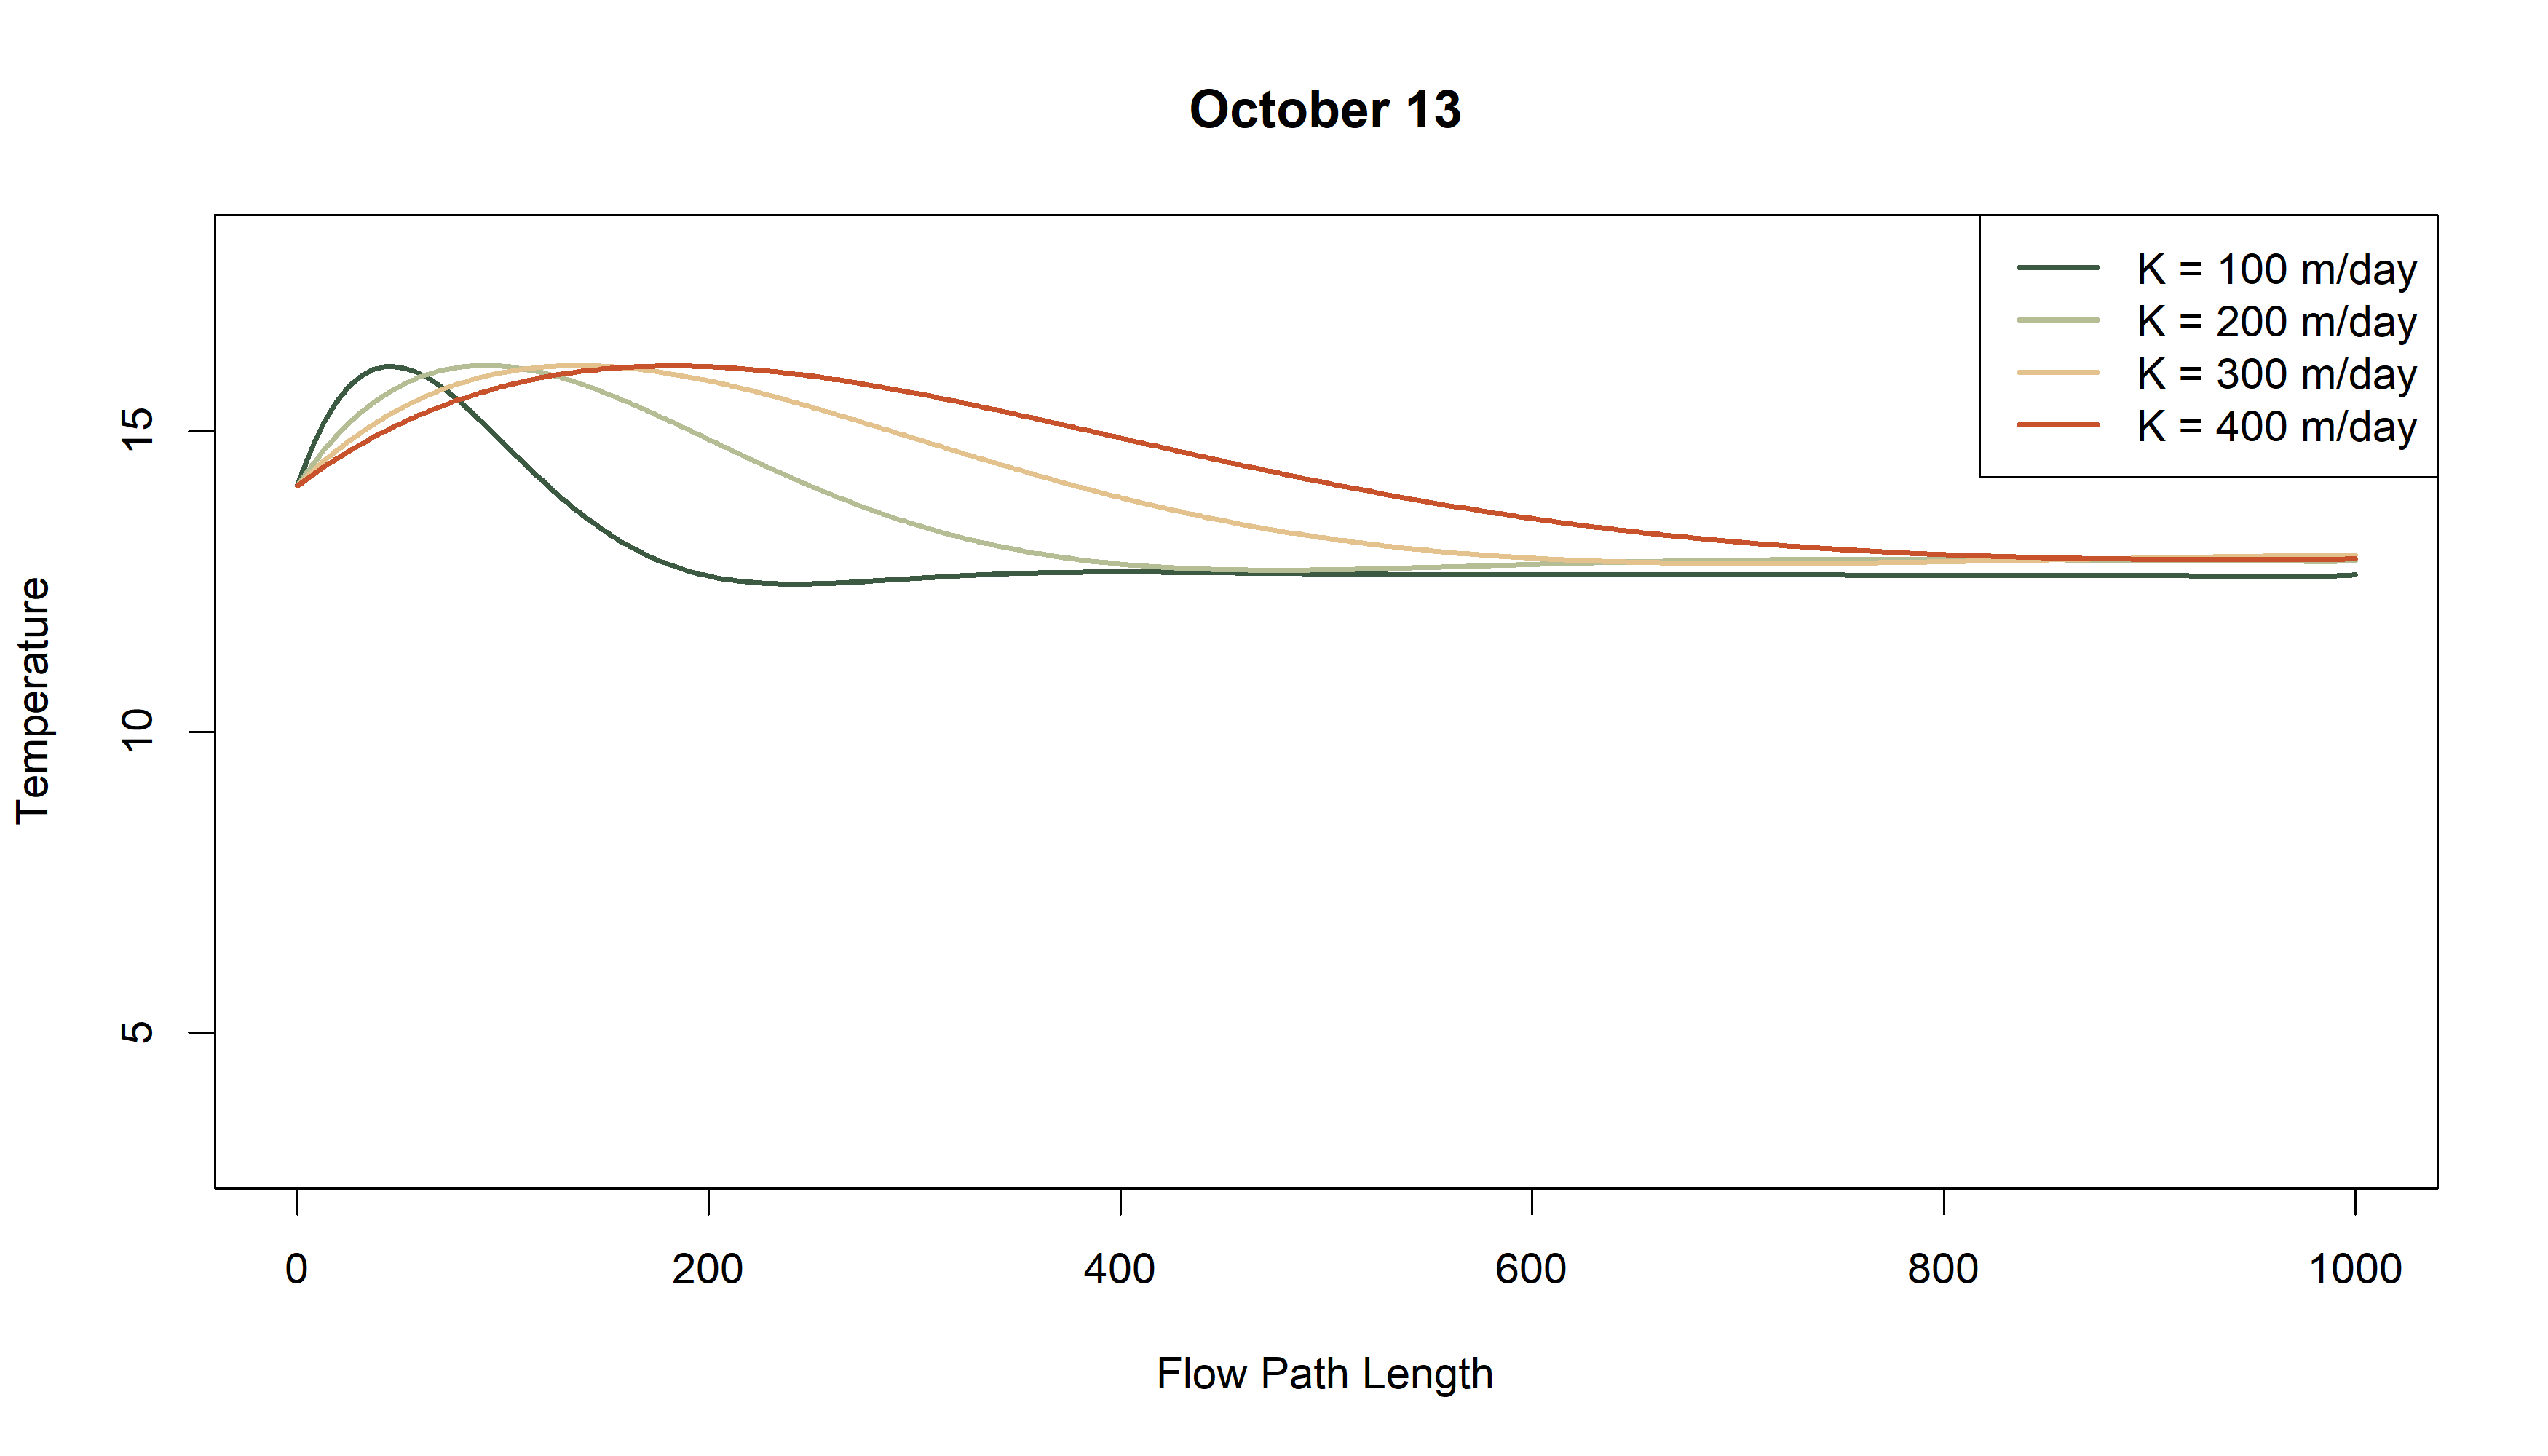 October 13
K = 100 m/day
K = 200 m/day
K = 300 m/day
K = 400 m/day
Temperature
15
10
5
0 200 400 600 800 1000
Flow Path Length